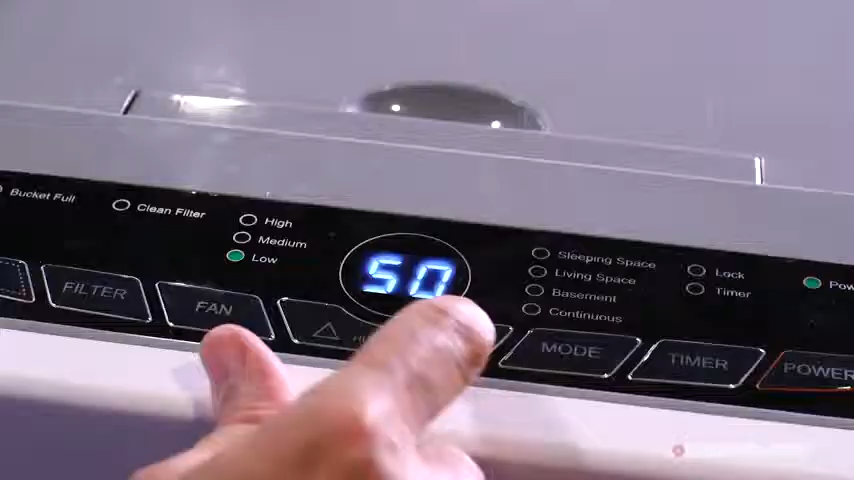 Bucket Full
Clean Filter
High
Medium
Low
50
Sleeping Space
Living Space
Basement
Continuous
Lock
Timer
FILTER
FAN
MODE
TIMER
POWER